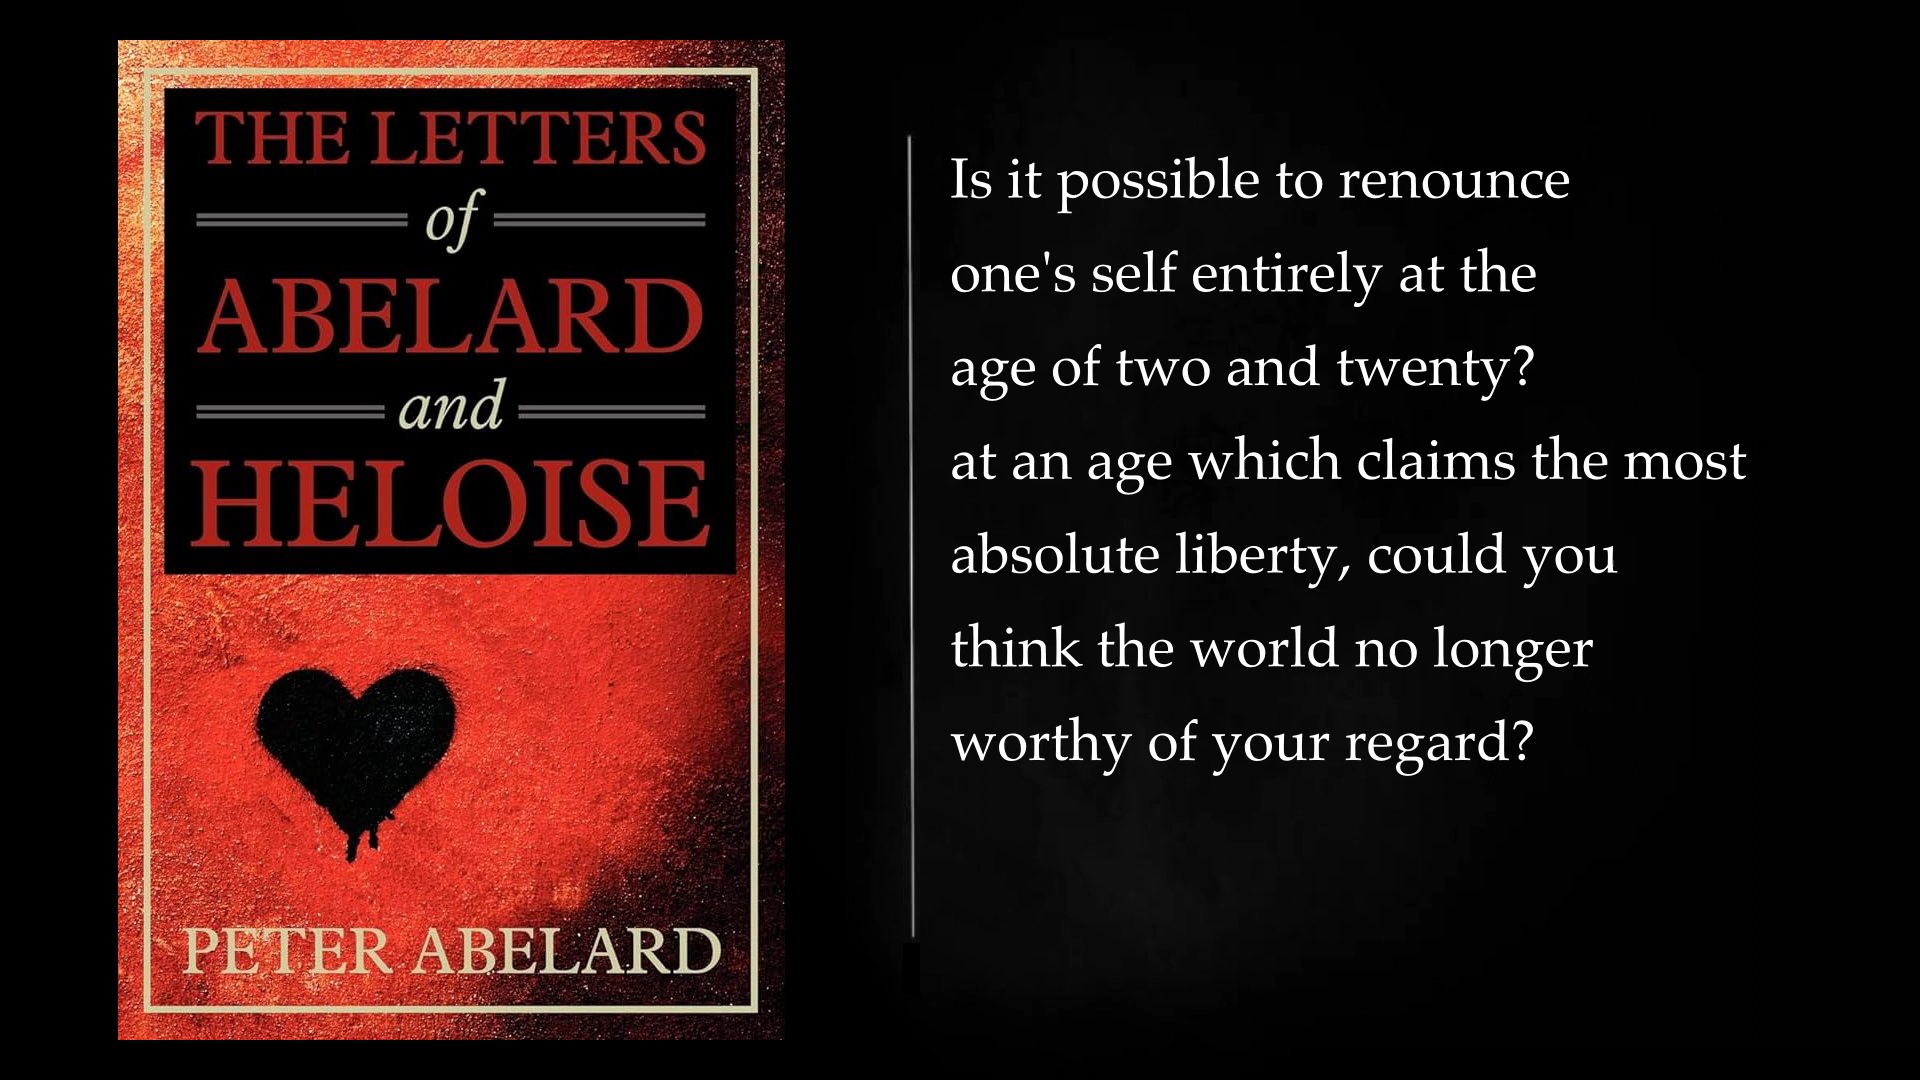 THE LETTERS
of
ABELARD
and
HELOISE
PETER ABELARD
Is it possible to renounce
one's self entirely at the
age of two and twenty?
at an age which claims the most
absolute liberty, could you
think the world no longer
worthy of your regard?